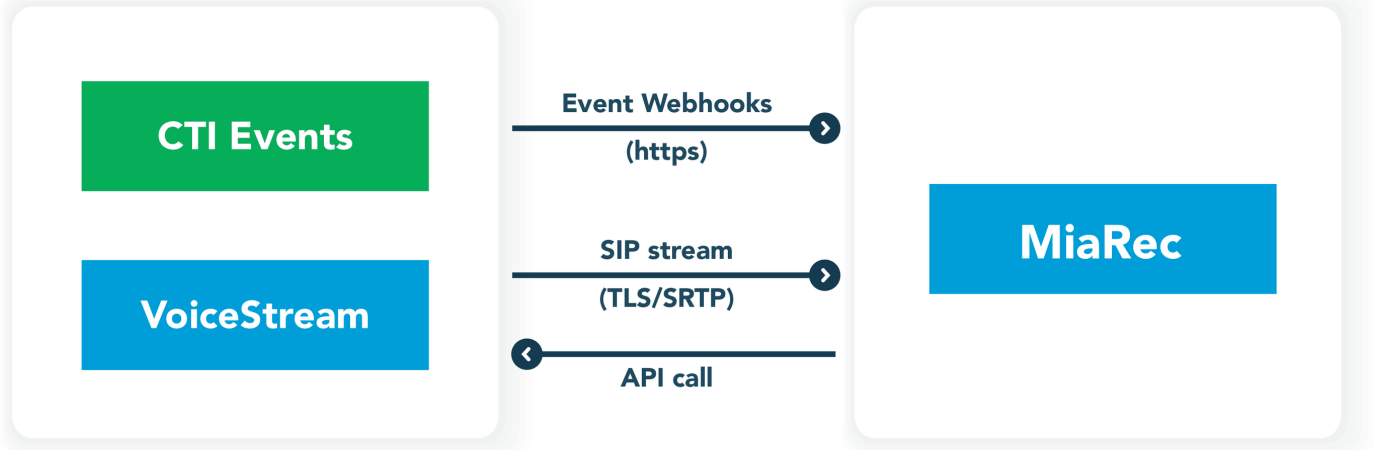 CTI Events
VoiceStream
Event Webhooks
(https)
SIP stream
(TLS/SRTP)
API call
MiaRec